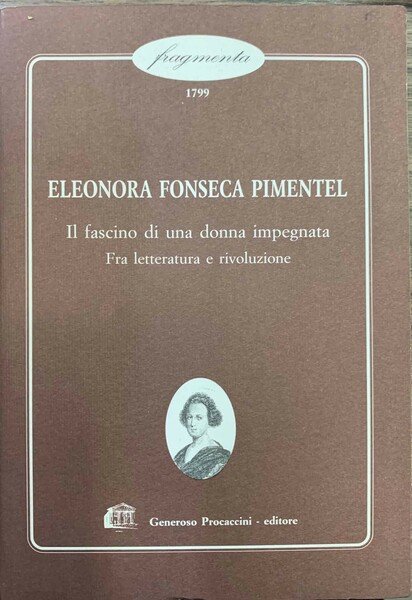 fragmenta
1799
ELEONORA FONSECA PIMENTEL
Il fascino di una donna impegnata
Fra letteratura e rivoluzione
Generoso Procaccini - editore